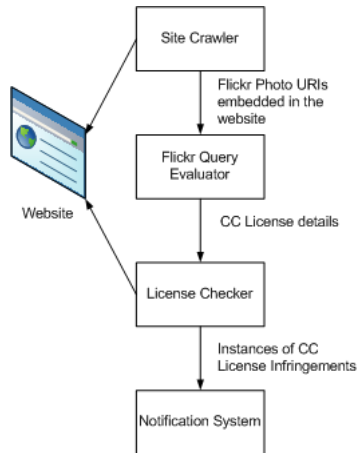 Site Crawler
Flickr Photo URIs
embedded in the
website
Flickr Query
Evaluator
Website
CC License details
License Checker
Instances of CC
License Infringements
Notification System